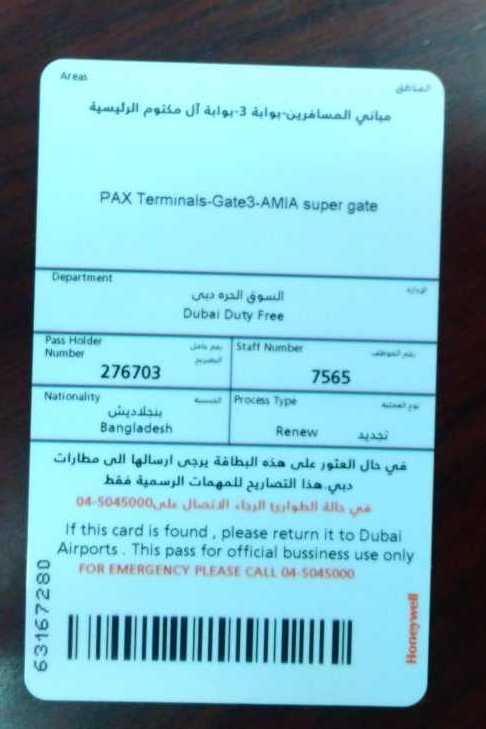 Areas المناطق
مباني المسافرين-بوابة 3-بوابة آل مكتوم الرئيسية
PAX Terminals-Gate3-AMIA super gate
Department الإدارة
السوق الحره دبي
Dubai Duty Free
Pass Holder Number رقم حامل التصريح
276703
Staff Number رقم الموظف
7565
Nationality الجنسية
بنجلاديش
Bangladesh
Process Type نوع العملية
Renew تجديد
في حال العثور على هذه البطاقة يرجى ارسالها الى مطارات
دبي.هذا التصاريح للمهمات الرسمية فقط
في حالة الطوارئ الرجاء الاتصال على04-5045000
If this card is found , please return it to Dubai
Airports . This pass for official bussiness use only
FOR EMERGENCY PLEASE CALL 04-5045000
63167280
Honeywell